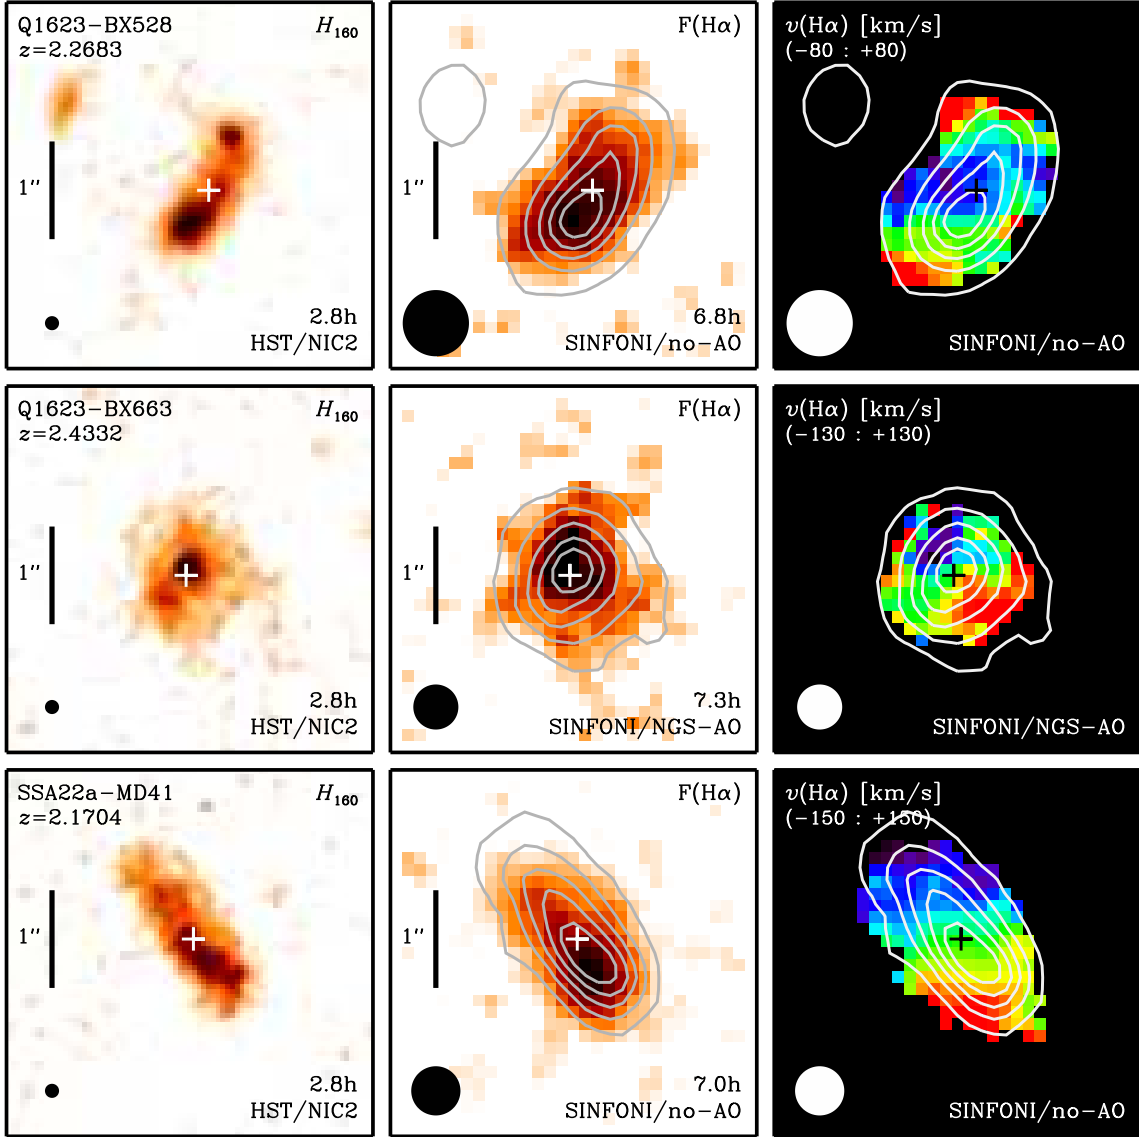 Q1623−BX528 H160
z=2.2683
1″
2.8h
HST/NIC2
F(Hα)
1″
6.8h
SINFONI/no−AO
v(Hα) [km/s]
(−80 : +80)
SINFONI/no−AO
Q1623−BX663 H160
z=2.4332
1″
2.8h
HST/NIC2
F(Hα)
1″
7.3h
SINFONI/NGS−AO
v(Hα) [km/s]
(−130 : +130)
SINFONI/NGS−AO
SSA22a−MD41 H160
z=2.1704
1″
2.8h
HST/NIC2
F(Hα)
1″
7.0h
SINFONI/no−AO
v(Hα) [km/s]
(−150 : +150)
SINFONI/no−AO